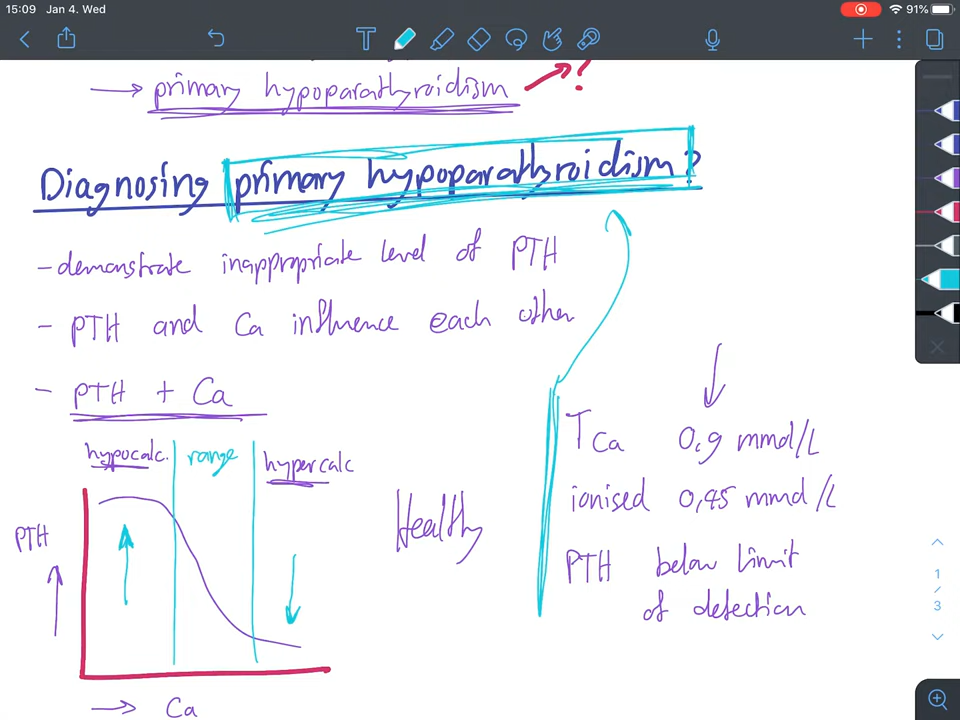 15:09 Jan 4. Wed
91%
→ primary hypoparathyroidism → ?
Diagnosing primary hypoparathyroidism?
- demonstrate inappropriate level of PTH
- PTH and Ca influence each other
- PTH + Ca
hypocalc. range hypercalc
PTH
→ Ca
Healthy
TCa 0,9 mmol/L
ionised 0,45 mmol/L
PTH below limit
of detection
1
/
3